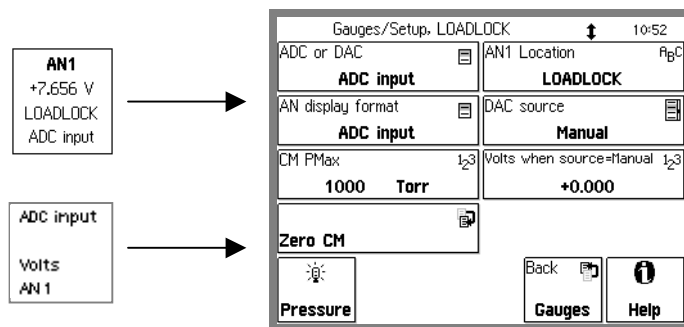 AN1
+7.656 V
LOADLOCK
ADC input
ADC input
Volts
AN1
Gauges/Setup, LOADLOCK 10:52
ADC or DAC
ADC input
AN1 Location ABC
LOADLOCK
AN display format
ADC input
DAC source
Manual
CM PMax 123
1000 Torr
Volts when source=Manual 123
+0.000
Zero CM
Pressure
Back
Gauges
Help